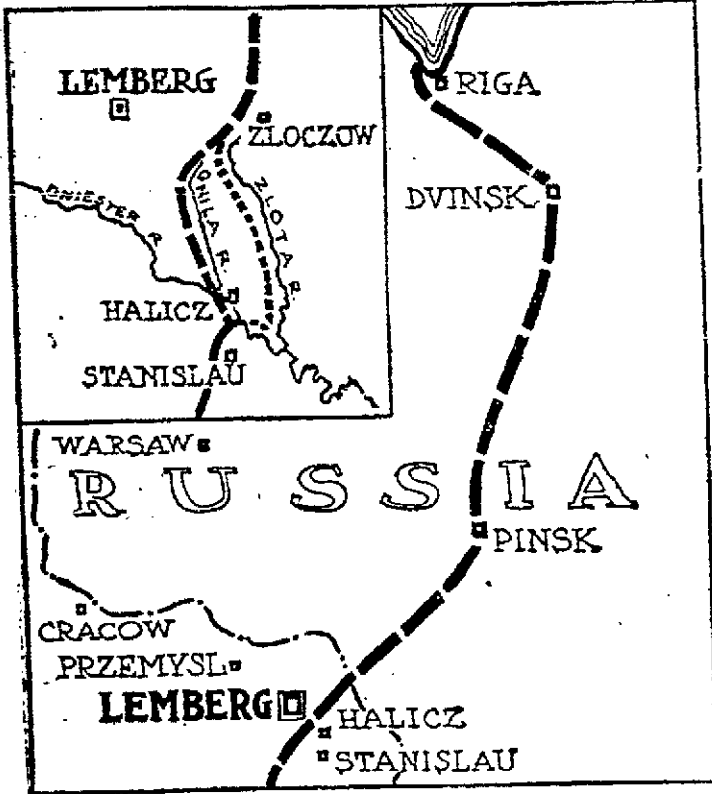 LEMBERG
ZLOCZOW
DNIESTER R.
GNILA R.
ZLOTA R.
HALICZ
STANISLAU
RIGA
DVINSK
WARSAW
RUSSIA
PINSK
CRACOW
PRZEMYSL
LEMBERG
HALICZ
STANISLAU